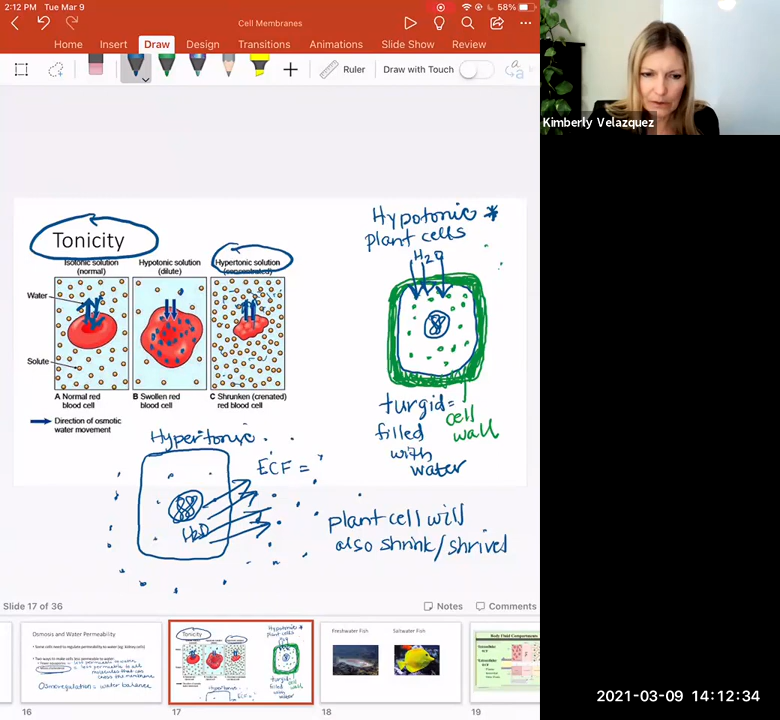 2:12 PM Tue Mar 9
58%
Cell Membranes
Home Insert Draw Design Transitions Animations Slide Show Review
Ruler
Draw with Touch
Kimberly Velazquez
Tonicity
Isotonic solution
(normal)
Hypotonic solution
(dilute)
Hypertonic solution
(concentrated)
Water
Solute
A Normal red
blood cell
B Swollen red
blood cell
C Shrunken (crenated)
red blood cell
Direction of osmotic
water movement
Hypotonic *
plant cells
H2O
turgid=
filled
with
water
cell
wall
Hypertonic
ECF =
H2O
plant cell will
also shrink/shrivel
Slide 17 of 36
Notes
Comments
Osmosis and Water Permeability
Osmoregulation = water balance
16
Tonicity
17
Freshwater Fish
Saltwater Fish
18
Body Fluid Compartments
19
2021-03-09 14:12:34